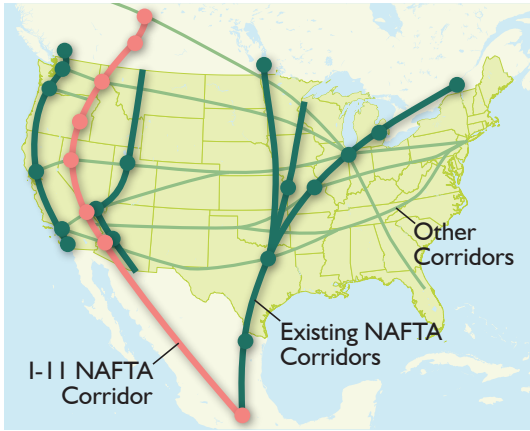 Other
Corridors
Existing NAFTA
Corridors
I-11 NAFTA
Corridor